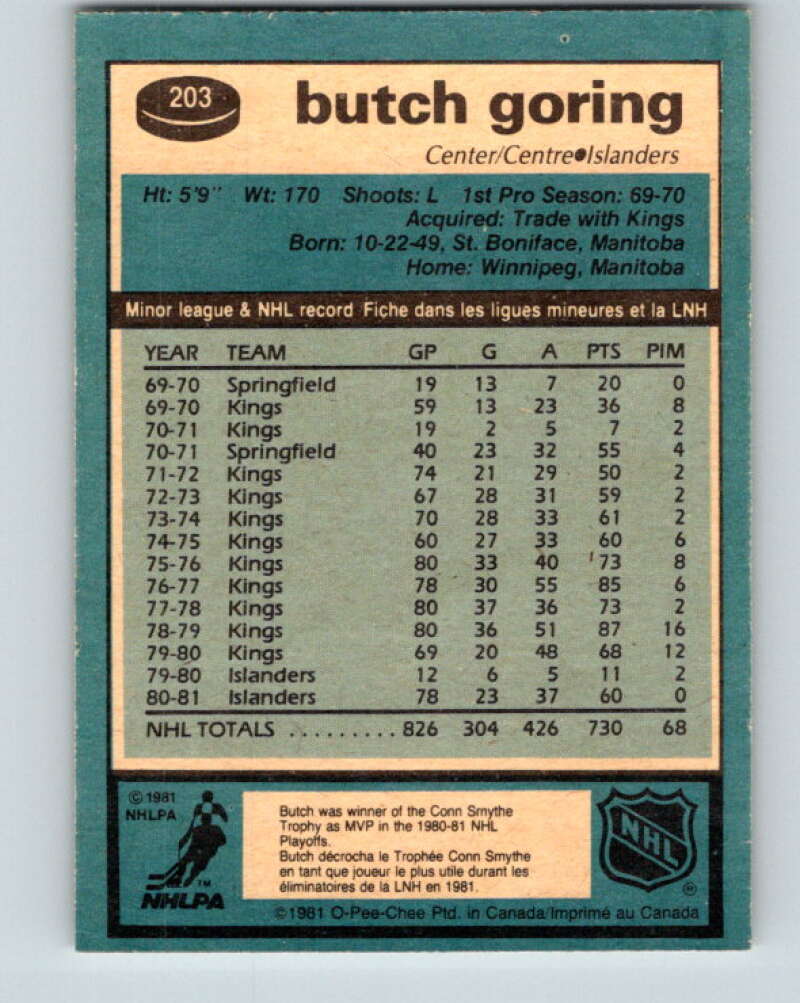 203
butch goring
Center/Centre●Islanders
Ht: 5'9" Wt: 170 Shoots: L 1st Pro Season: 69-70
Acquired: Trade with Kings
Born: 10-22-49, St. Boniface, Manitoba
Home: Winnipeg, Manitoba
Minor league & NHL record Fiche dans les ligues mineures et la LNH
YEAR TEAM GP G A PTS PIM
69-70 Springfield 19 13 7 20 0
69-70 Kings 59 13 23 36 8
70-71 Kings 19 2 5 7 2
70-71 Springfield 40 23 32 55 4
71-72 Kings 74 21 29 50 2
72-73 Kings 67 28 31 59 2
73-74 Kings 70 28 33 61 2
74-75 Kings 60 27 33 60 6
75-76 Kings 80 33 40 73 8
76-77 Kings 78 30 55 85 6
77-78 Kings 80 37 36 73 2
78-79 Kings 80 36 51 87 16
79-80 Kings 69 20 48 68 12
79-80 Islanders 12 6 5 11 2
80-81 Islanders 78 23 37 60 0
NHL TOTALS ......... 826 304 426 730 68
© 1981
NHLPA
TM
NHLPA
Butch was winner of the Conn Smythe
Trophy as MVP in the 1980-81 NHL
Playoffs.
Butch décrocha le Trophée Conn Smythe
en tant que joueur le plus utile durant les
éliminatoires de la LNH en 1981.
NHL
®
©1981 O-Pee-Chee Ptd. in Canada/Imprimé au Canada